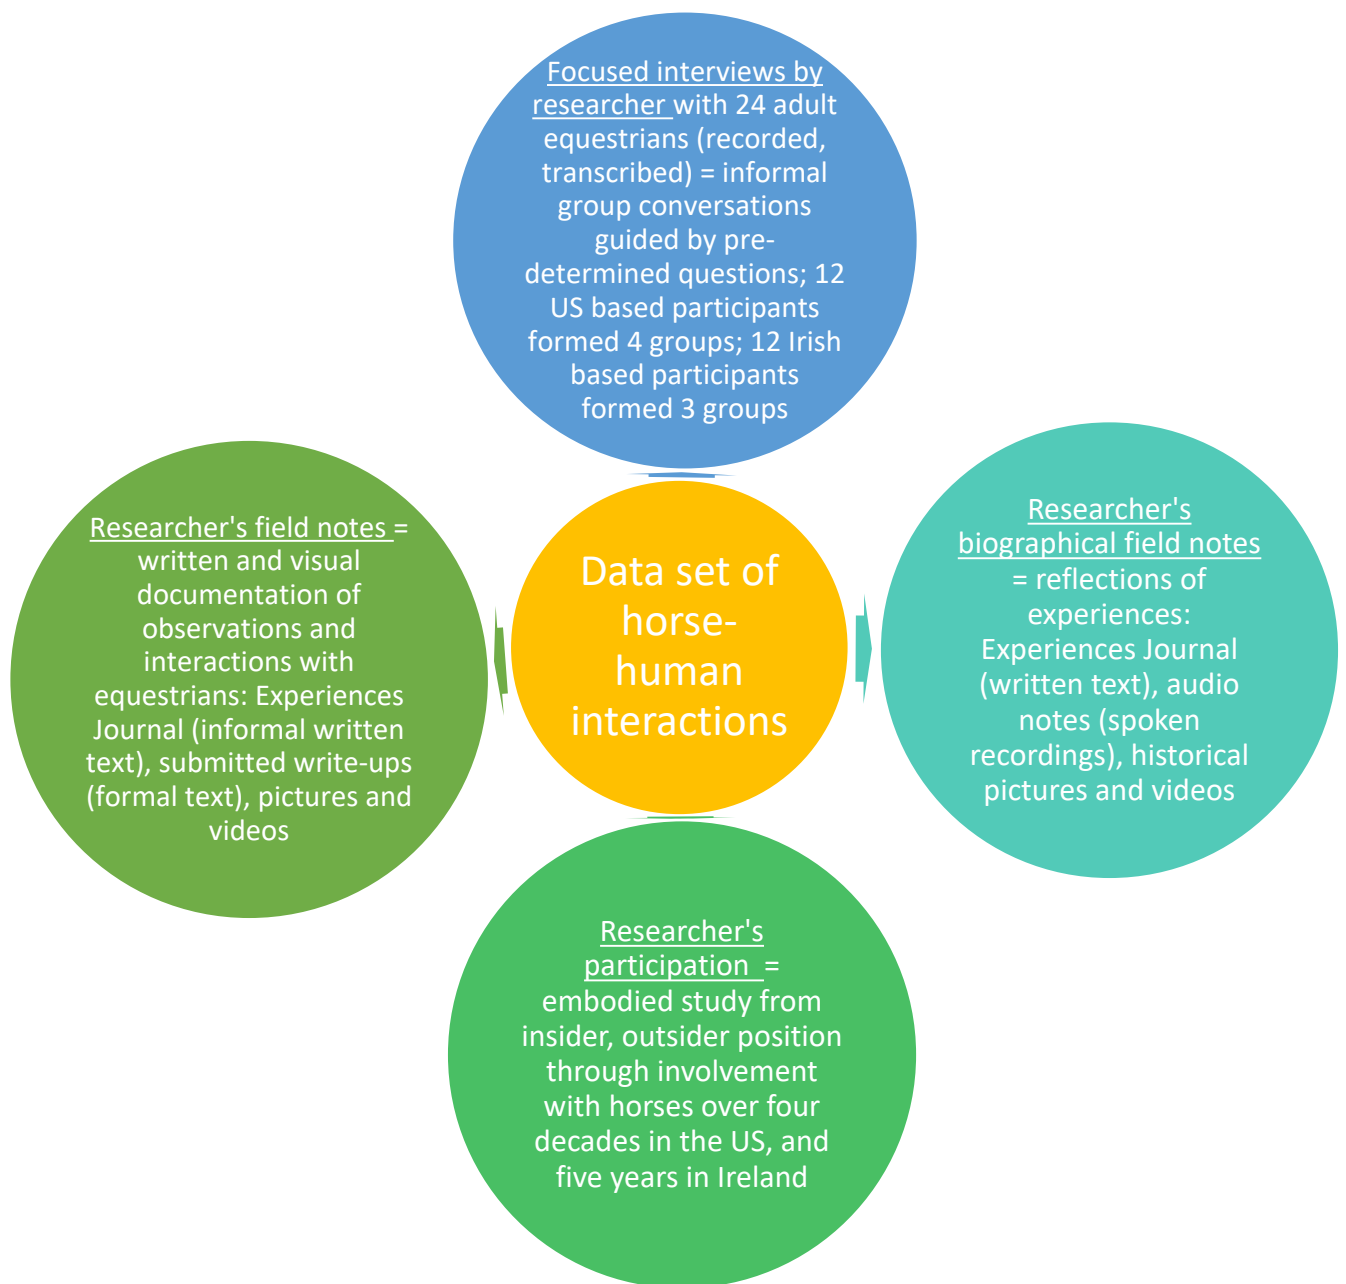 Focused interviews by
researcher with 24 adult
equestrians (recorded,
transcribed) = informal
group conversations
guided by pre-
determined questions; 12
US based participants
formed 4 groups; 12 Irish
based participants
formed 3 groups
Researcher's field notes =
written and visual
documentation of
observations and
interactions with
equestrians: Experiences
Journal (informal written
text), submitted write-ups
(formal text), pictures and
videos
Data set of
horse-
human
interactions
Researcher's
biographical field notes
= reflections of
experiences:
Experiences Journal
(written text), audio
notes (spoken
recordings), historical
pictures and videos
Researcher's
participation =
embodied study from
insider, outsider position
through involvement
with horses over four
decades in the US, and
five years in Ireland